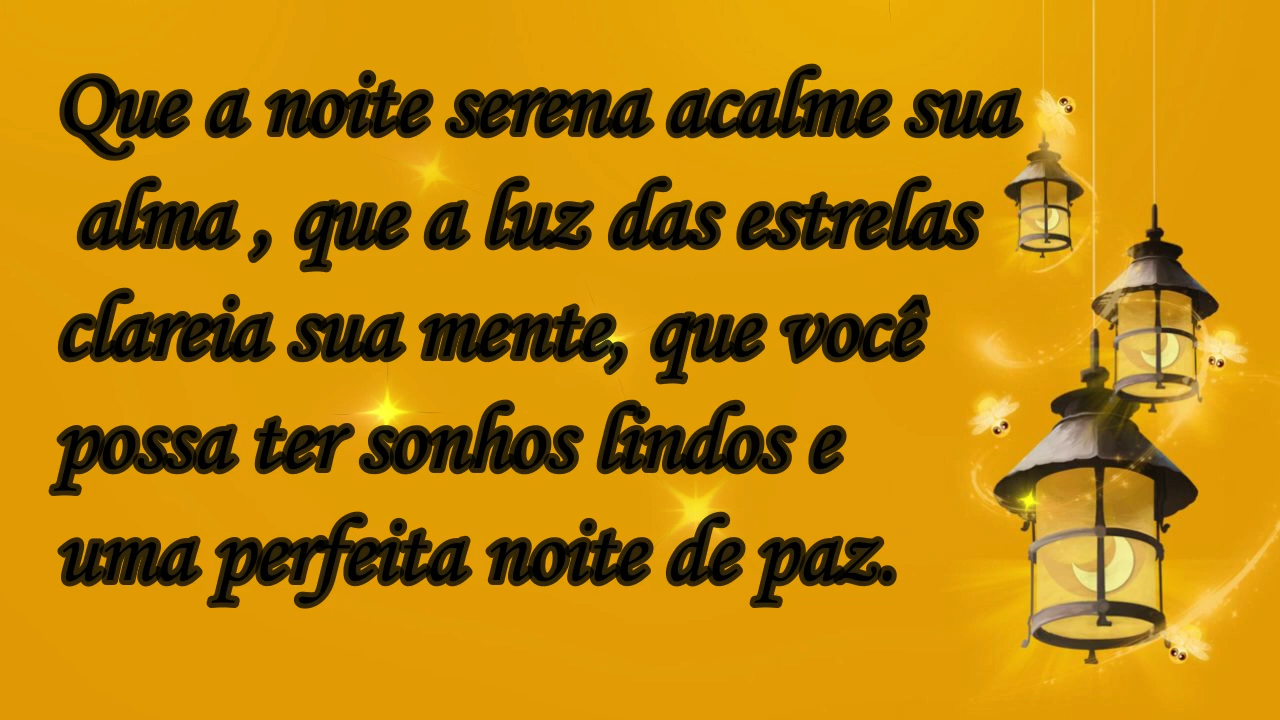 Que a noite serena acalme sua
alma , que a luz das estrelas
clareia sua mente, que você
possa ter sonhos lindos e
uma perfeita noite de paz.